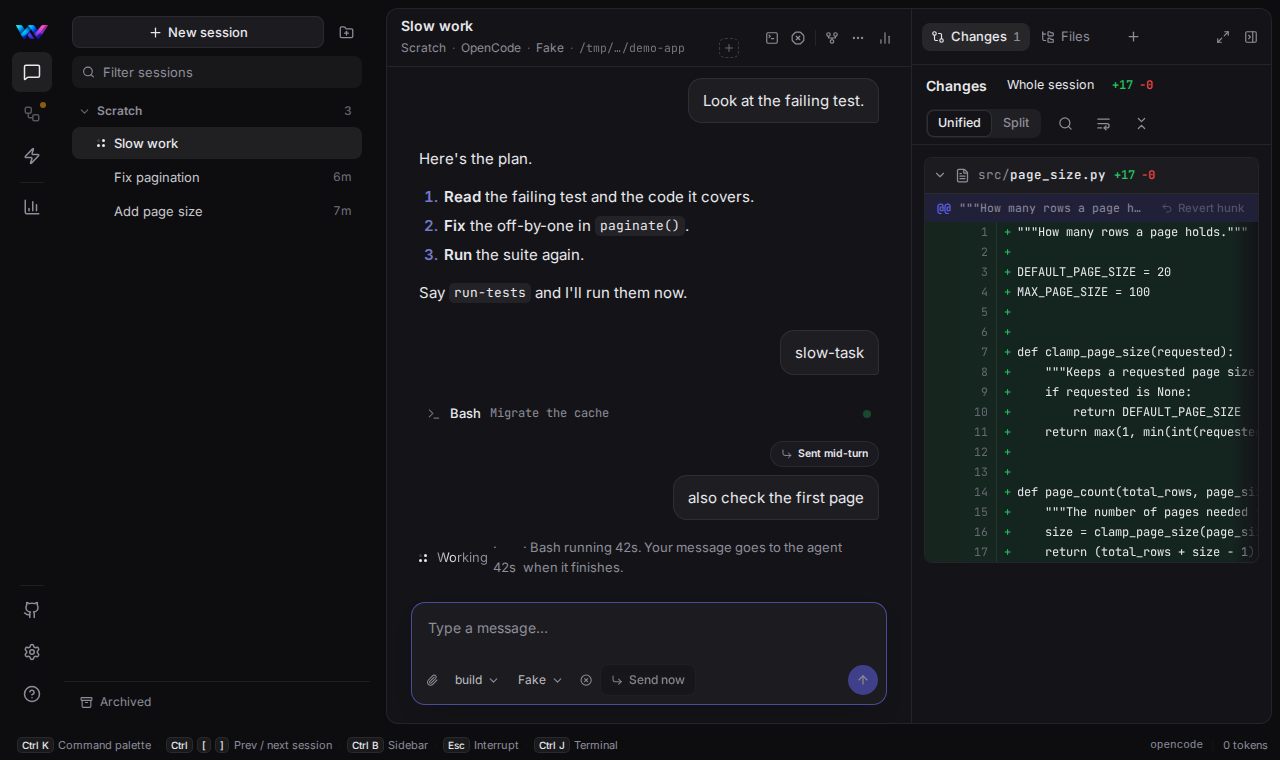 New session
Filter sessions
Scratch 3
Slow work
Fix pagination 6m
Add page size 7m
Archived
Slow work
Scratch · OpenCode · Fake · /tmp/…/demo-app
Look at the failing test.
Here's the plan.
1. Read the failing test and the code it covers.
2. Fix the off-by-one in paginate().
3. Run the suite again.
Say run-tests and I'll run them now.
slow-task
Bash Migrate the cache
Sent mid-turn
also check the first page
Working · 42s · Bash running 42s. Your message goes to the agent when it finishes.
Type a message...
build Fake Send now
Changes 1 Files
Changes Whole session +17 -0
Unified Split
src/page_size.py +17 -0
@@ """How many rows a page h… Revert hunk
1 + """How many rows a page holds."""
2 +
3 + DEFAULT_PAGE_SIZE = 20
4 + MAX_PAGE_SIZE = 100
5 +
6 +
7 + def clamp_page_size(requested):
8 + """Keeps a requested page size
9 + if requested is None:
10 + return DEFAULT_PAGE_SIZE
11 + return max(1, min(int(requeste
12 +
13 +
14 + def page_count(total_rows, page_si
15 + """The number of pages needed
16 + size = clamp_page_size(page_si
17 + return (total_rows + size - 1)
Ctrl K Command palette Ctrl [ ] Prev / next session Ctrl B Sidebar Esc Interrupt Ctrl J Terminal opencode 0 tokens